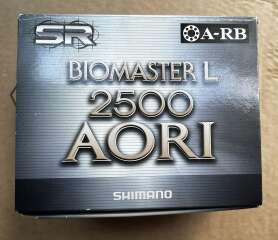 SR A-RB
BIOMASTER L
2500
AORI
SHIMANO